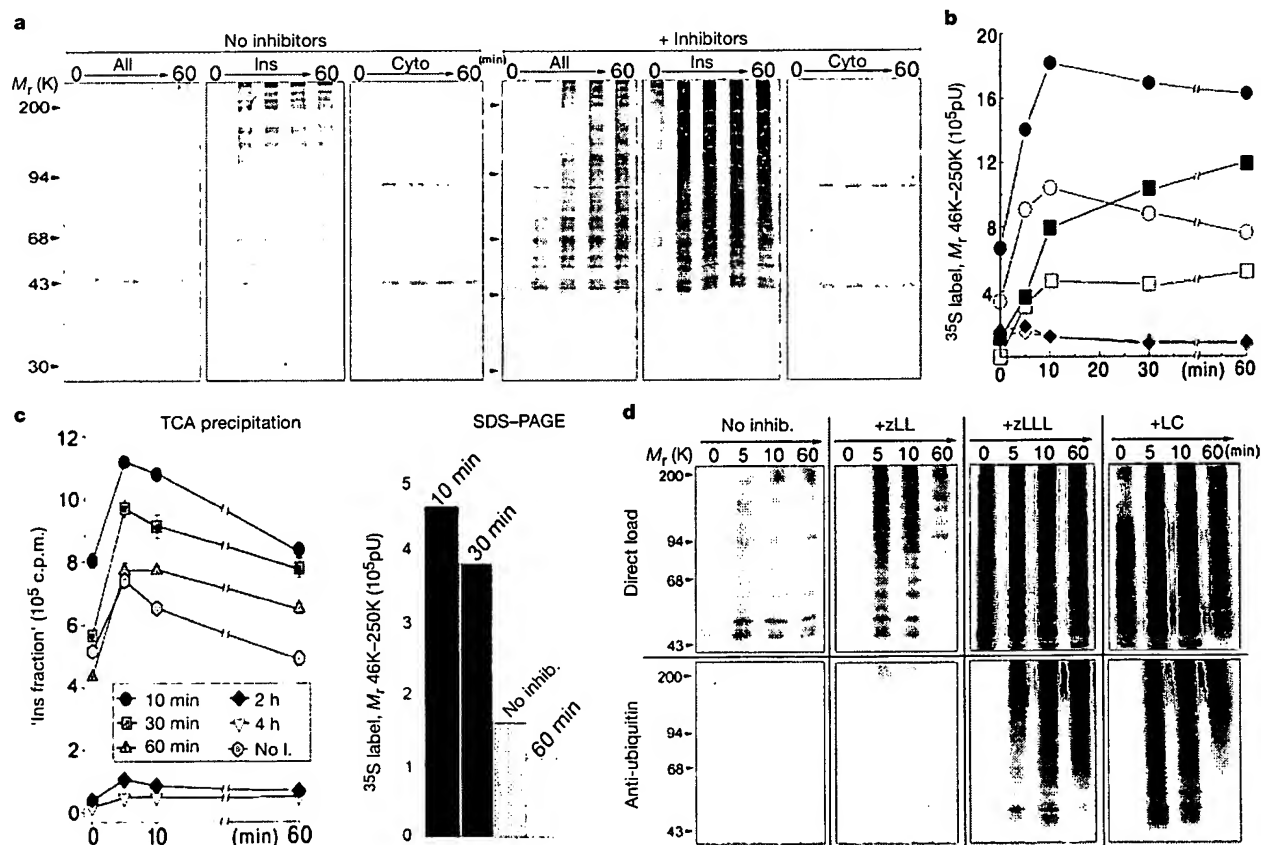 a
No inhibitors
+ Inhibitors
0 All 60
0 Ins 60
0 Cyto 60
(min)
0 All 60
0 Ins 60
0 Cyto 60
Mr (K)
200
94
68
43
30
b
35S label, Mr 46K–250K (10⁵pU)
20
16
12
8
4
0 10 20 30 (min) 60
c
TCA precipitation
'Ins fraction' (10⁵ c.p.m.)
12
10
8
6
4
2
0
10 min
30 min
60 min
2 h
4 h
No I.
0 10 (min) 60
SDS–PAGE
35S label, Mr 46K–250K (10⁵pU)
5
4
3
2
1
0
10 min
30 min
No inhib.
60 min
d
No inhib.
+zLL
+zLLL
+LC
Mr (K) 0 5 10 60 0 5 10 60 0 5 10 60 0 5 10 60 (min)
Direct load
200
94
68
43
Anti-ubiquitin
200
94
68
43